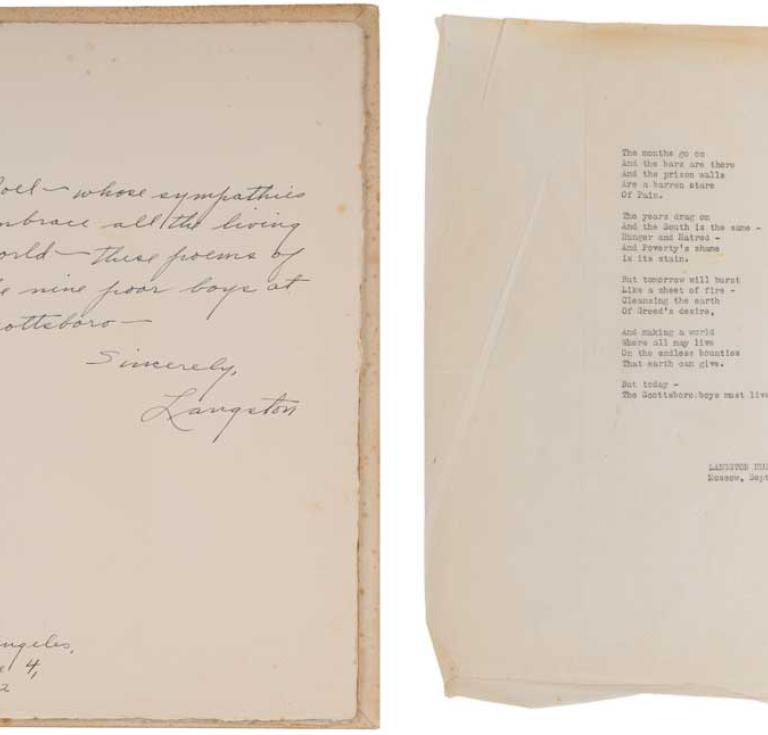 oel — whose sympathies
mbrace all the living
orld — these poems of
e nine poor boys at
ottsboro —
Sincerely,
Langston
ngeles,
e 4,
2
The months go on
And the bars are there
And the prison walls
Are a barren stare
Of Pain.
The years drag on
And the South is the same -
Hunger and Hatred -
And Poverty's shame
is its stain.
But tomorrow will burst
Like a sheet of fire -
Cleansing the earth
Of Greed's desire,
And making a world
Where all may live
On the endless bounties
That earth can give.
But today -
The Scottsboro boys must live
LANGSTON HU
Moscow, Sept